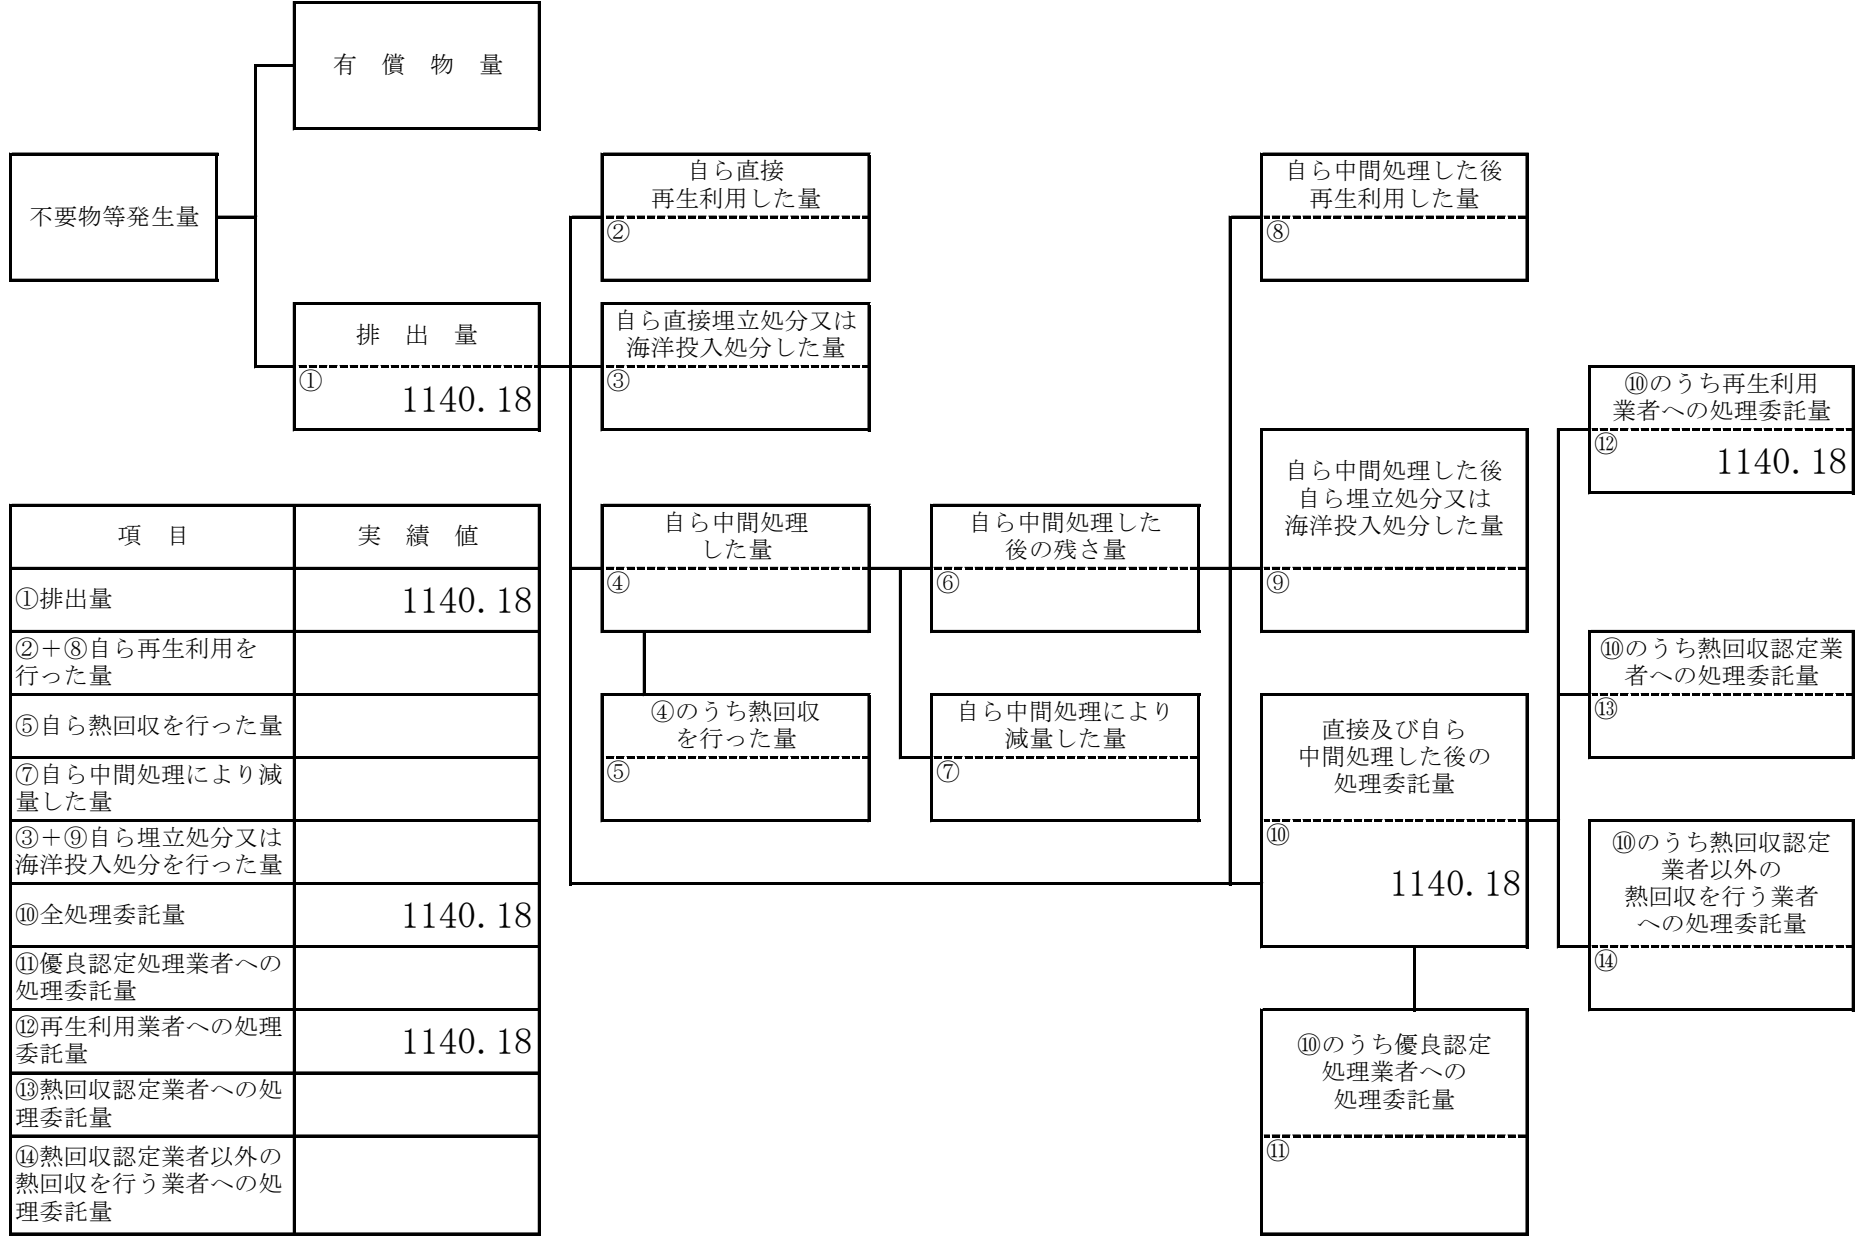 有　償　物　量
不要物等発生量
排　出　量
①
1140.18
自ら直接
再生利用した量
②
自ら直接埋立処分又は
海洋投入処分した量
③
自ら中間処理
した量
④
④のうち熱回収
を行った量
⑤
自ら中間処理した
後の残さ量
⑥
自ら中間処理により
減量した量
⑦
自ら中間処理した後
再生利用した量
⑧
自ら中間処理した後
自ら埋立処分又は
海洋投入処分した量
⑨
直接及び自ら
中間処理した後の
処理委託量
⑩
1140.18
⑩のうち優良認定
処理業者への
処理委託量
⑪
⑩のうち再生利用
業者への処理委託量
⑫
1140.18
⑩のうち熱回収認定業
者への処理委託量
⑬
⑩のうち熱回収認定
業者以外の
熱回収を行う業者
への処理委託量
⑭
項　目　実　績　値
①排出量　1140.18
②＋⑧自ら再生利用を
行った量
⑤自ら熱回収を行った量
⑦自ら中間処理により減
量した量
③＋⑨自ら埋立処分又は
海洋投入処分を行った量
⑩全処理委託量　1140.18
⑪優良認定処理業者への
処理委託量
⑫再生利用業者への処理
委託量　1140.18
⑬熱回収認定業者への処
理委託量
⑭熱回収認定業者以外の
熱回収を行う業者への処
理委託量